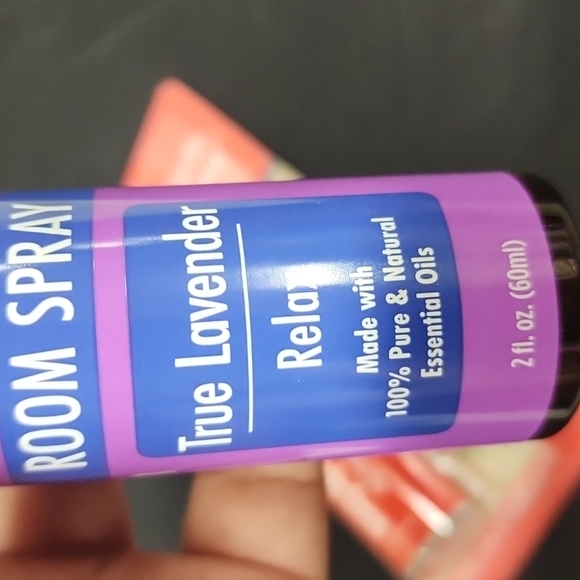 ROOM SPRAY
True Lavender
Relax
Made with
100% Pure & Natural
Essential Oils
2 fl. oz. (60ml)